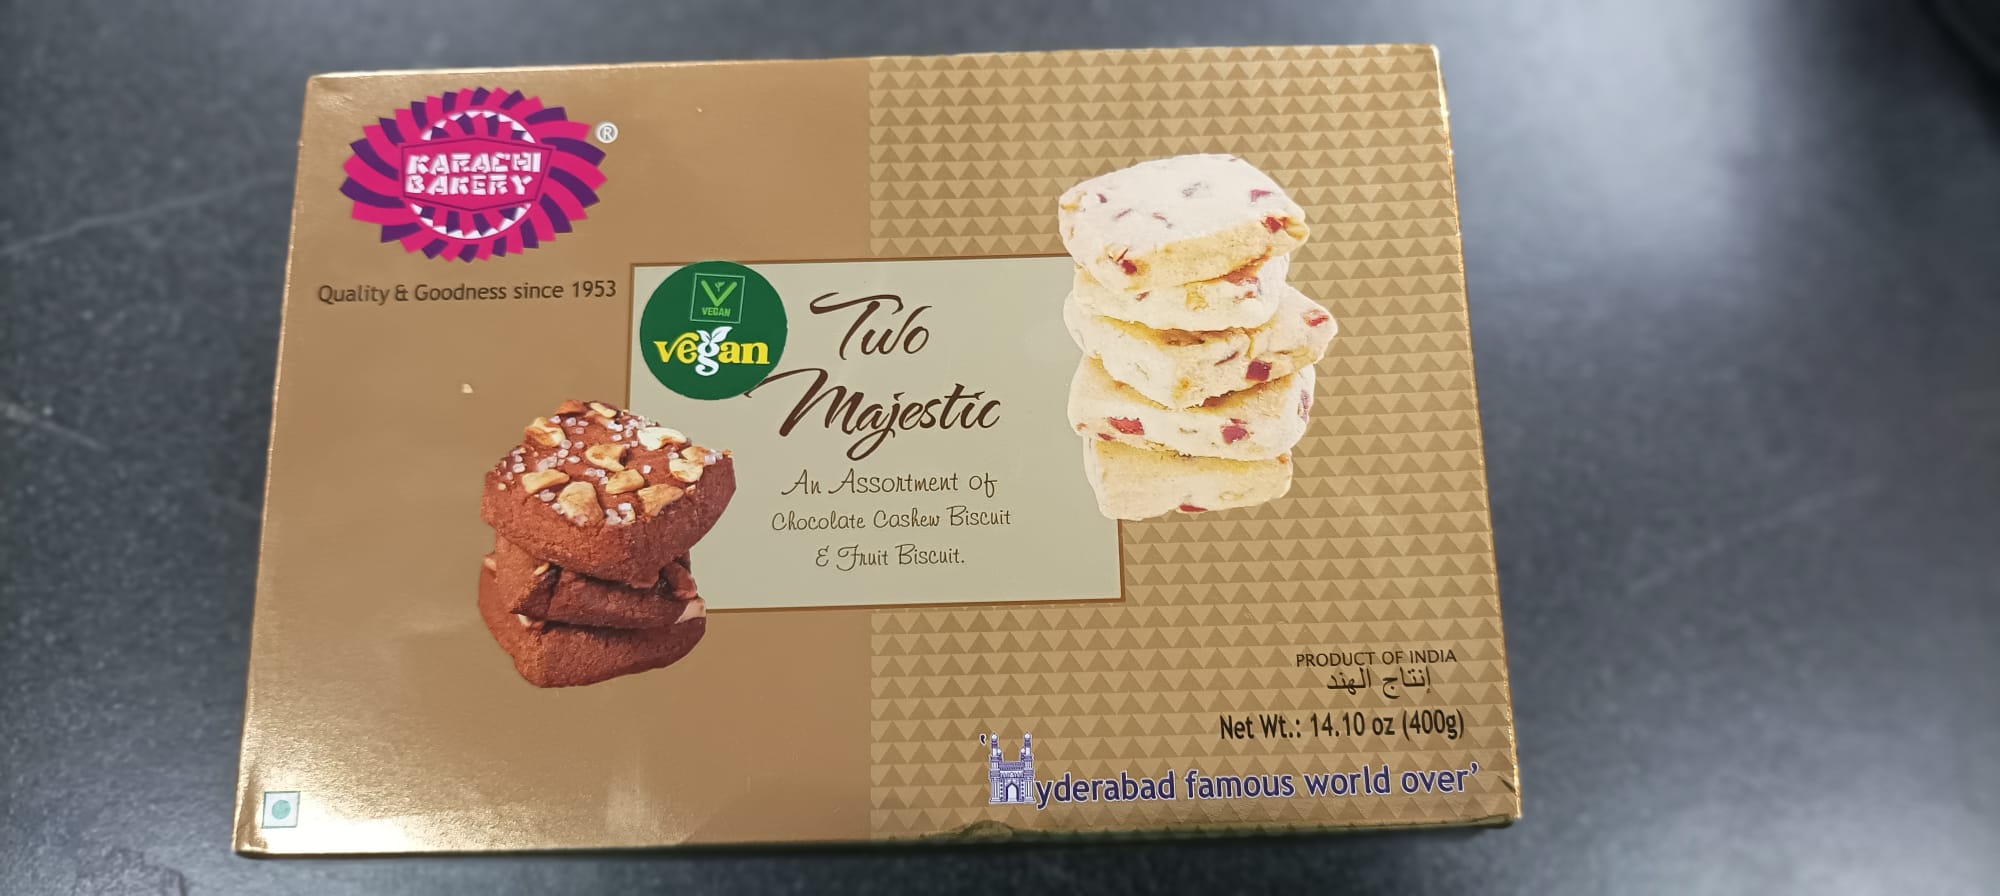 KARACHI
BAKERY
®
Quality & Goodness since 1953
VEGAN
vegan
Two
Majestic
An Assortment of
Chocolate Cashew Biscuit
& Fruit Biscuit.
PRODUCT OF INDIA
إنتاج الهند
Net Wt.: 14.10 oz (400g)
'Hyderabad famous world over'